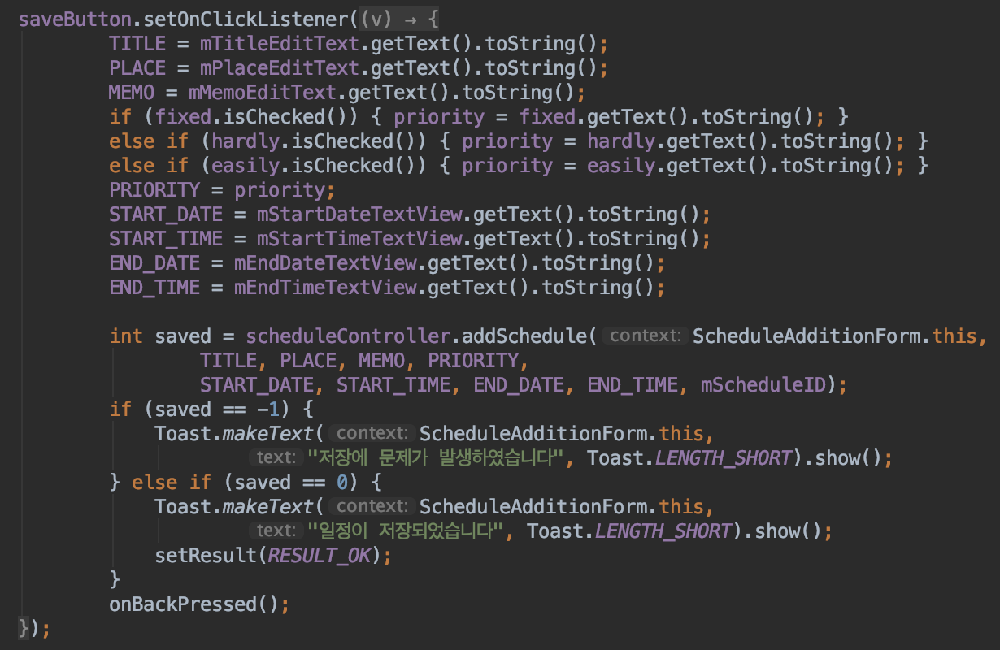 saveButton.setOnClickListener((v) → {
TITLE = mTitleEditText.getText().toString();
PLACE = mPlaceEditText.getText().toString();
MEMO = mMemoEditText.getText().toString();
if (fixed.isChecked()) { priority = fixed.getText().toString(); }
else if (hardly.isChecked()) { priority = hardly.getText().toString(); }
else if (easily.isChecked()) { priority = easily.getText().toString(); }
PRIORITY = priority;
START_DATE = mStartDateTextView.getText().toString();
START_TIME = mStartTimeTextView.getText().toString();
END_DATE = mEndDateTextView.getText().toString();
END_TIME = mEndTimeTextView.getText().toString();
int saved = scheduleController.addSchedule( context: ScheduleAdditionForm.this,
TITLE, PLACE, MEMO, PRIORITY,
START_DATE, START_TIME, END_DATE, END_TIME, mScheduleID);
if (saved == -1) {
Toast.makeText( context: ScheduleAdditionForm.this,
text: "저장에 문제가 발생하였습니다", Toast.LENGTH_SHORT).show();
} else if (saved == 0) {
Toast.makeText( context: ScheduleAdditionForm.this,
text: "일정이 저장되었습니다", Toast.LENGTH_SHORT).show();
setResult(RESULT_OK);
}
onBackPressed();
});